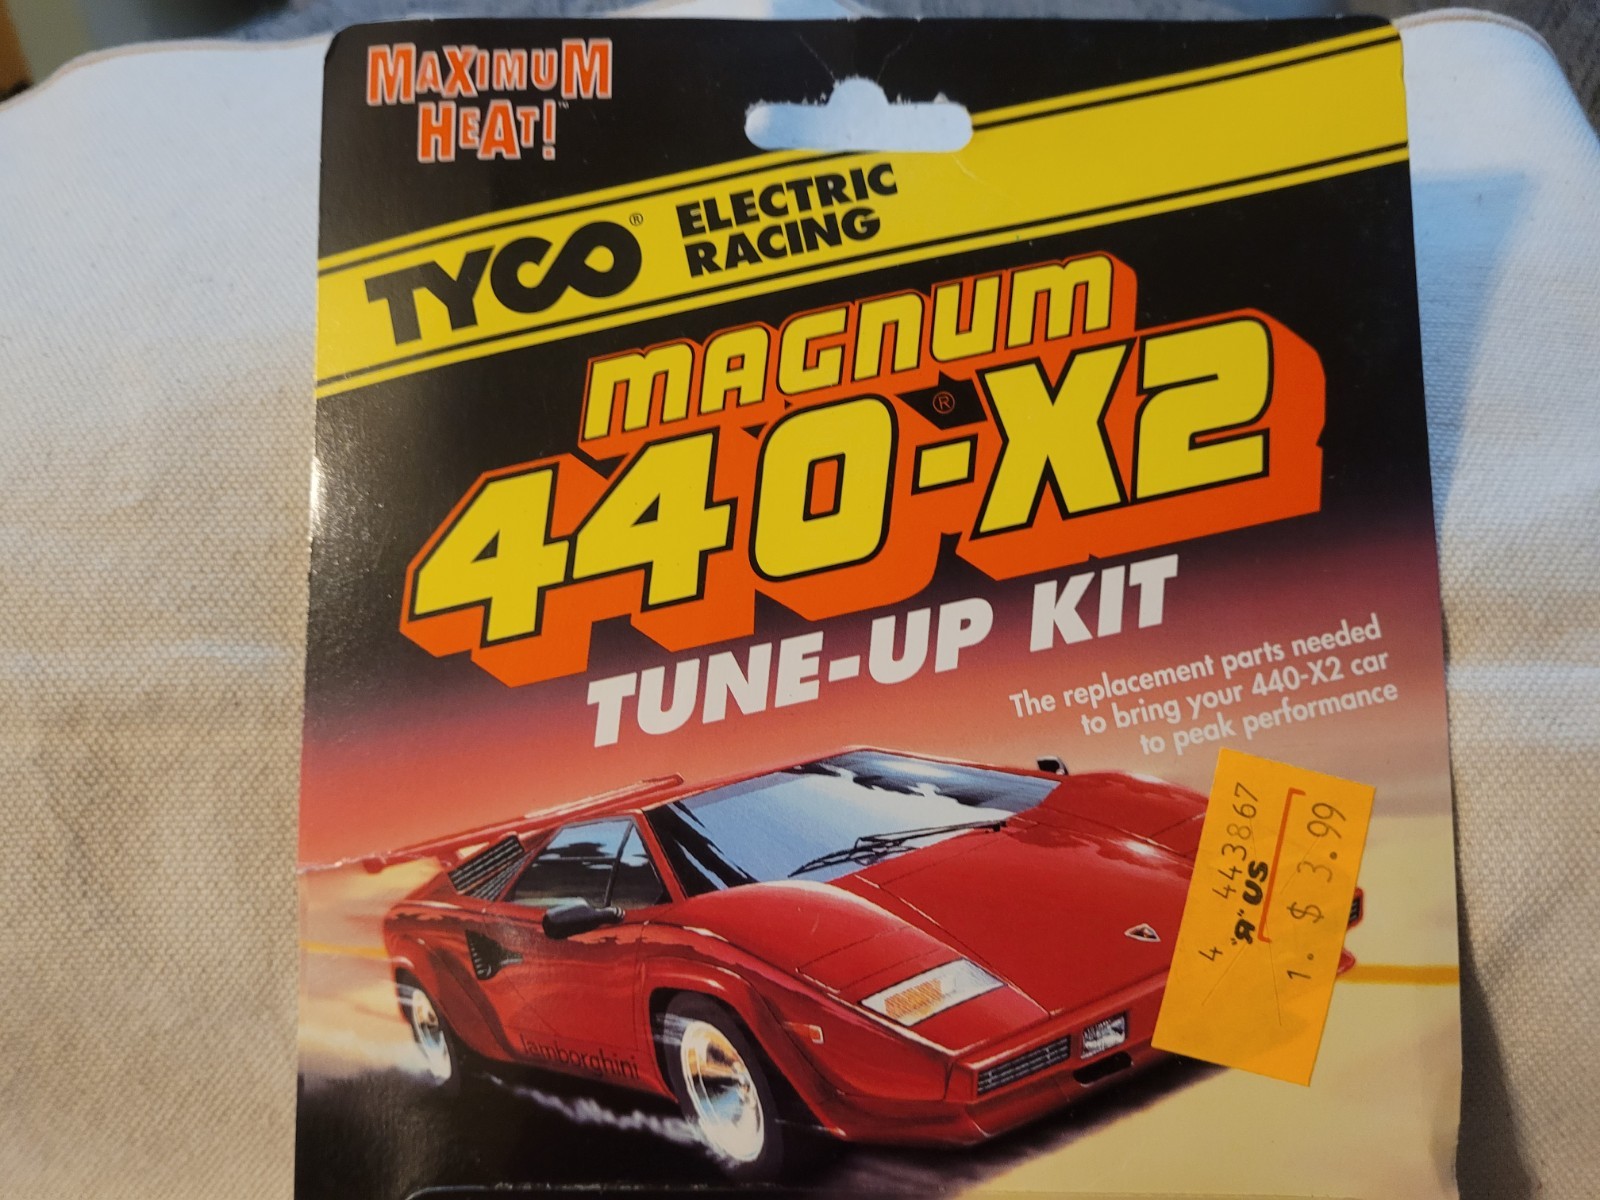 MAXIMUM
HEAT!™
TYCO®
ELECTRIC
RACING
MAGNUM
440-X2
®
TUNE-UP KIT
The replacement parts needed
to bring your 440-X2 car
to peak performance
lamborghini
4 443867
"R"US
1. $ 3.99